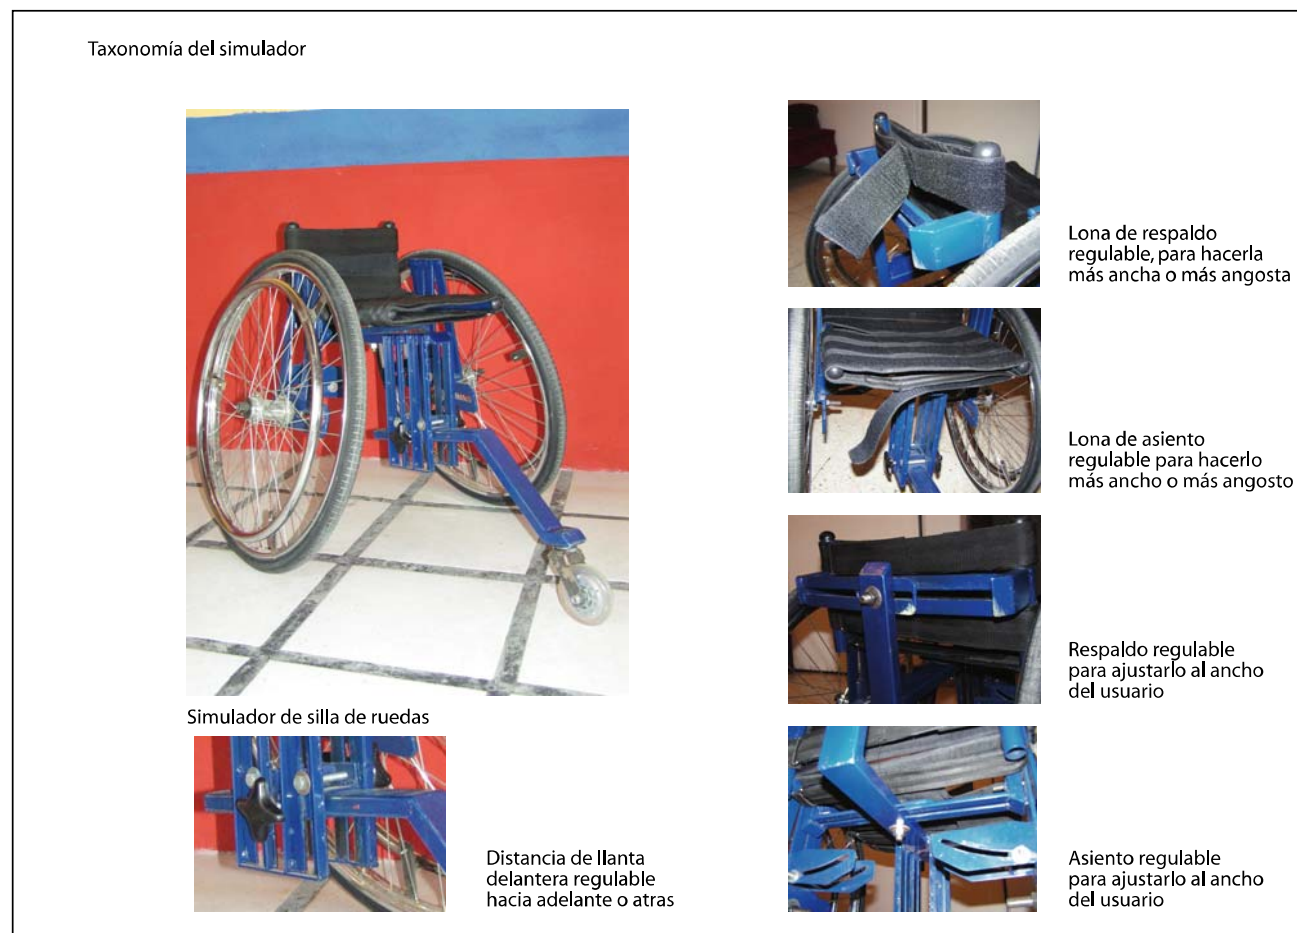 Taxonomía del simulador
Lona de respaldo
regulable, para hacerla
más ancha o más angosta
Lona de asiento
regulable para hacerlo
más ancho o más angosto
Respaldo regulable
para ajustarlo al ancho
del usuario
Simulador de silla de ruedas
Distancia de llanta
delantera regulable
hacia adelante o atras
Asiento regulable
para ajustarlo al ancho
del usuario